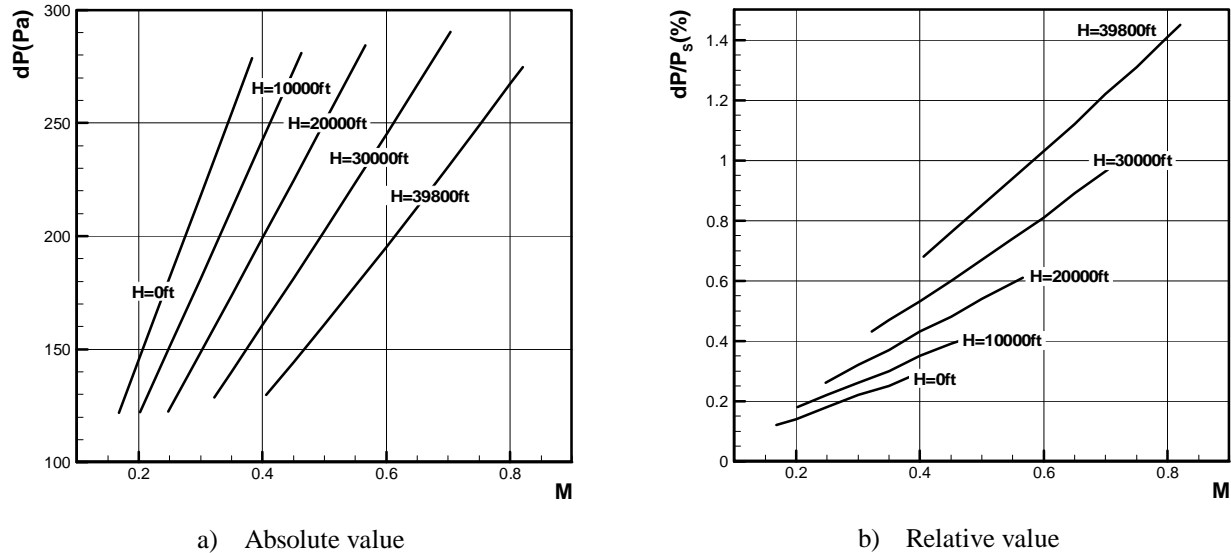 dP(Pa)
300
250
200
150
100
0.2
0.4
0.6
0.8
M
H=0ft
H=10000ft
H=20000ft
H=30000ft
H=39800ft
a) Absolute value
dP/Ps(%)
1.4
1.2
1
0.8
0.6
0.4
0.2
0
0.2
0.4
0.6
0.8
M
H=39800ft
H=30000ft
H=20000ft
H=10000ft
H=0ft
b) Relative value